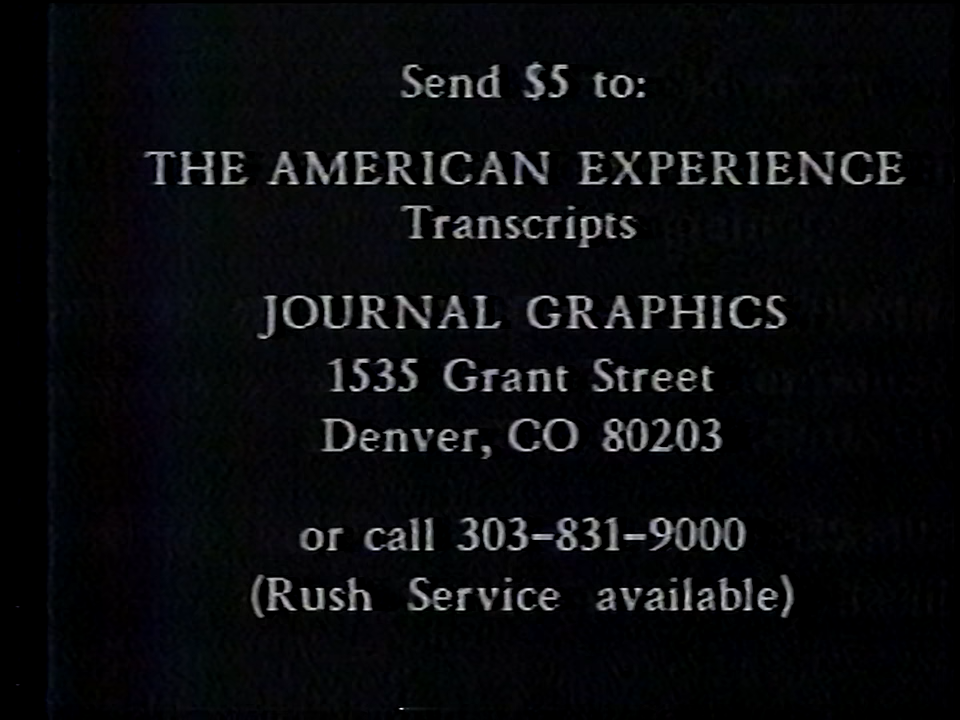 Send $5 to:
THE AMERICAN EXPERIENCE
Transcripts
JOURNAL GRAPHICS
1535 Grant Street
Denver, CO 80203
or call 303-831-9000
(Rush Service available)